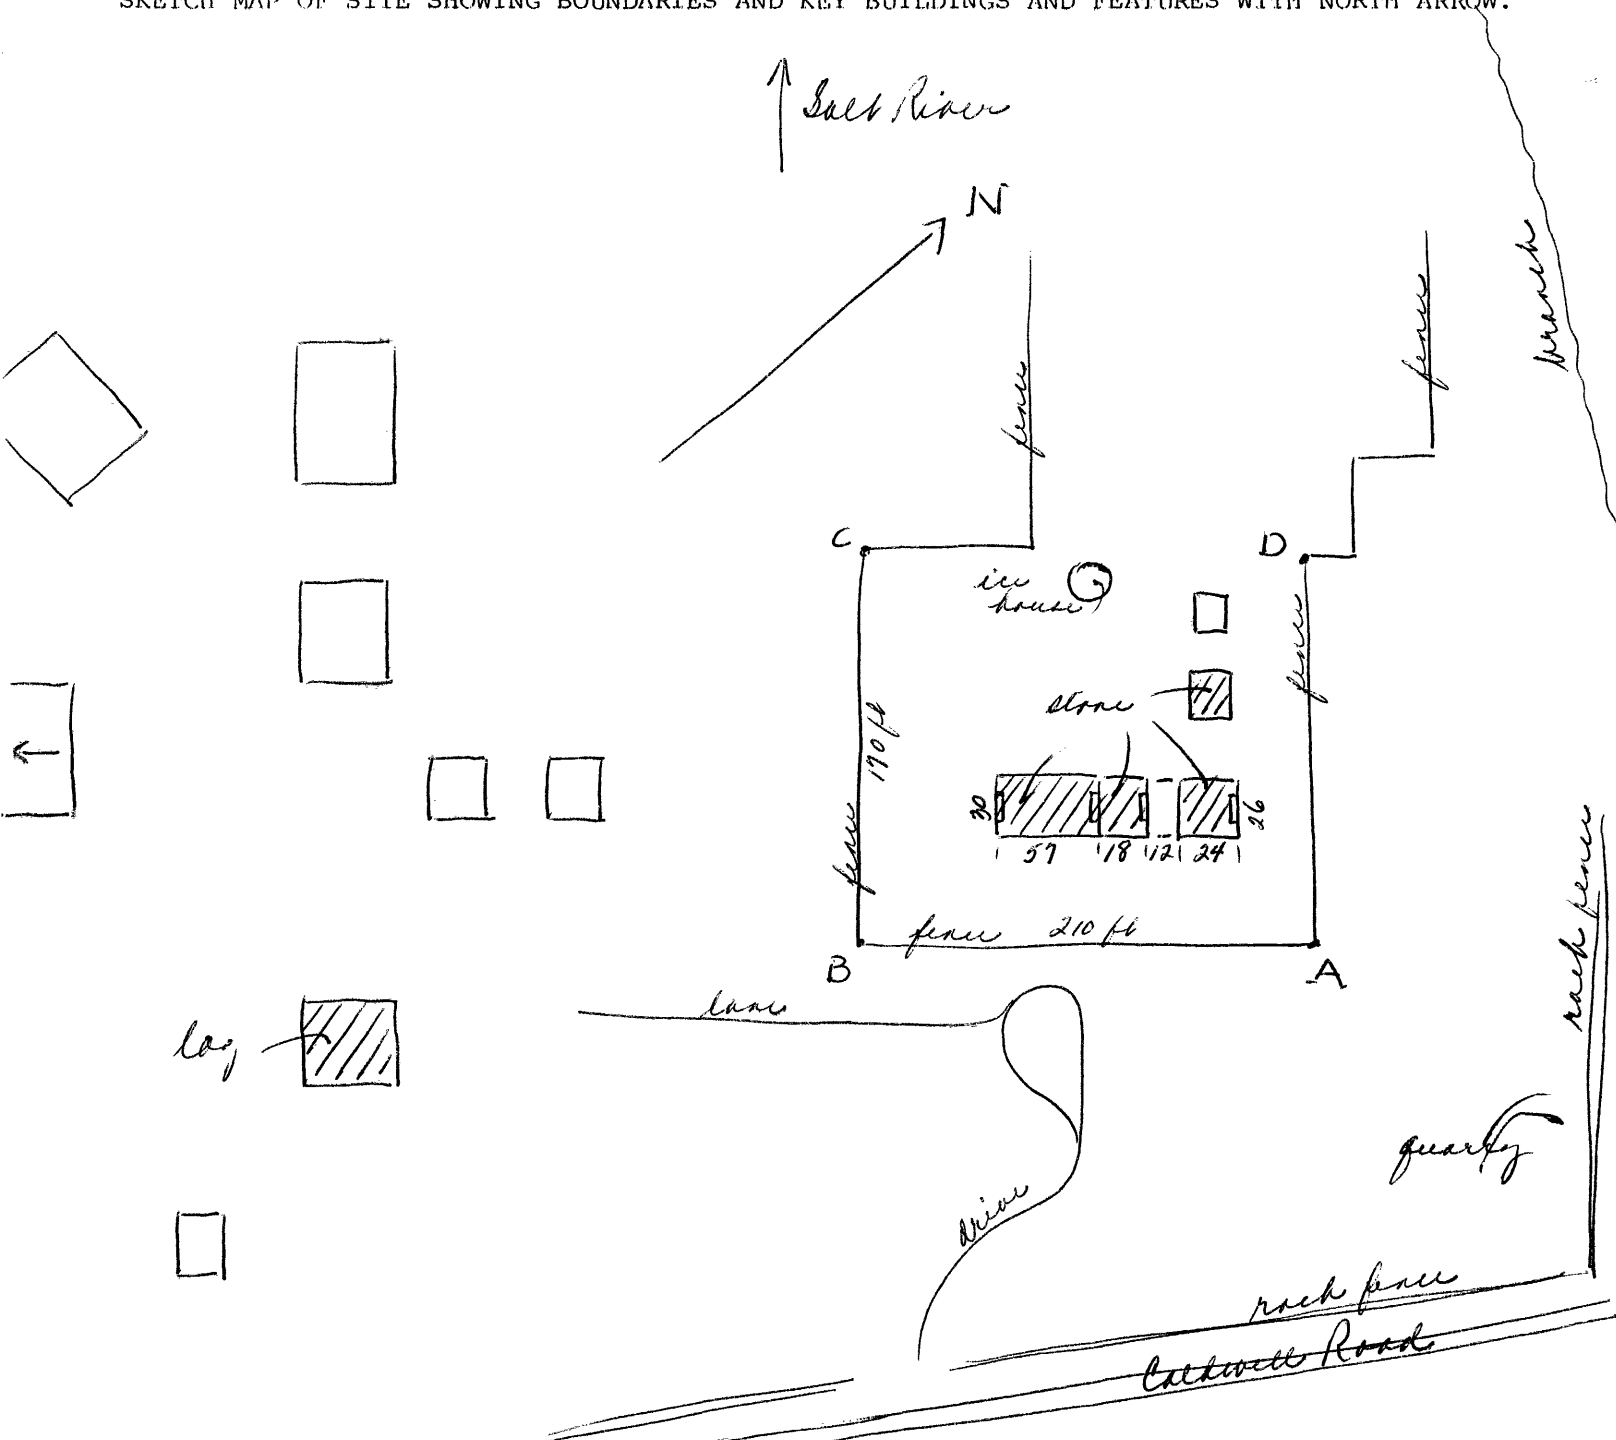 SKETCH MAP OF SITE SHOWING BOUNDARIES AND KEY BUILDINGS AND FEATURES WITH NORTH ARROW.
Salt River
N
branch
fence
fence
C
D
ice
house
fence
stone
170 ft
30
26
57
18
12
24
fence
fence
210 ft
B
A
rock fence
lane
log
quarry
drive
rock fence
Caldwell Road